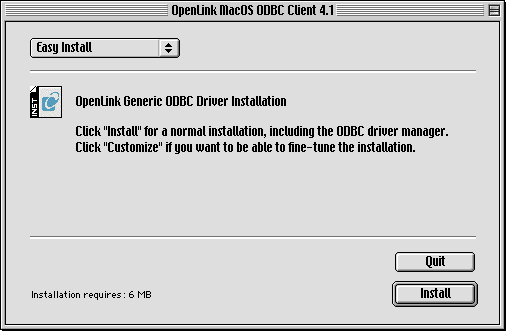 OpenLink MacOS ODBC Client 4.1
Easy Install
INST
OpenLink Generic ODBC Driver Installation
Click "Install" for a normal installation, including the ODBC driver manager.
Click "Customize" if you want to be able to fine-tune the installation.
Quit
Installation requires: 6 MB
Install